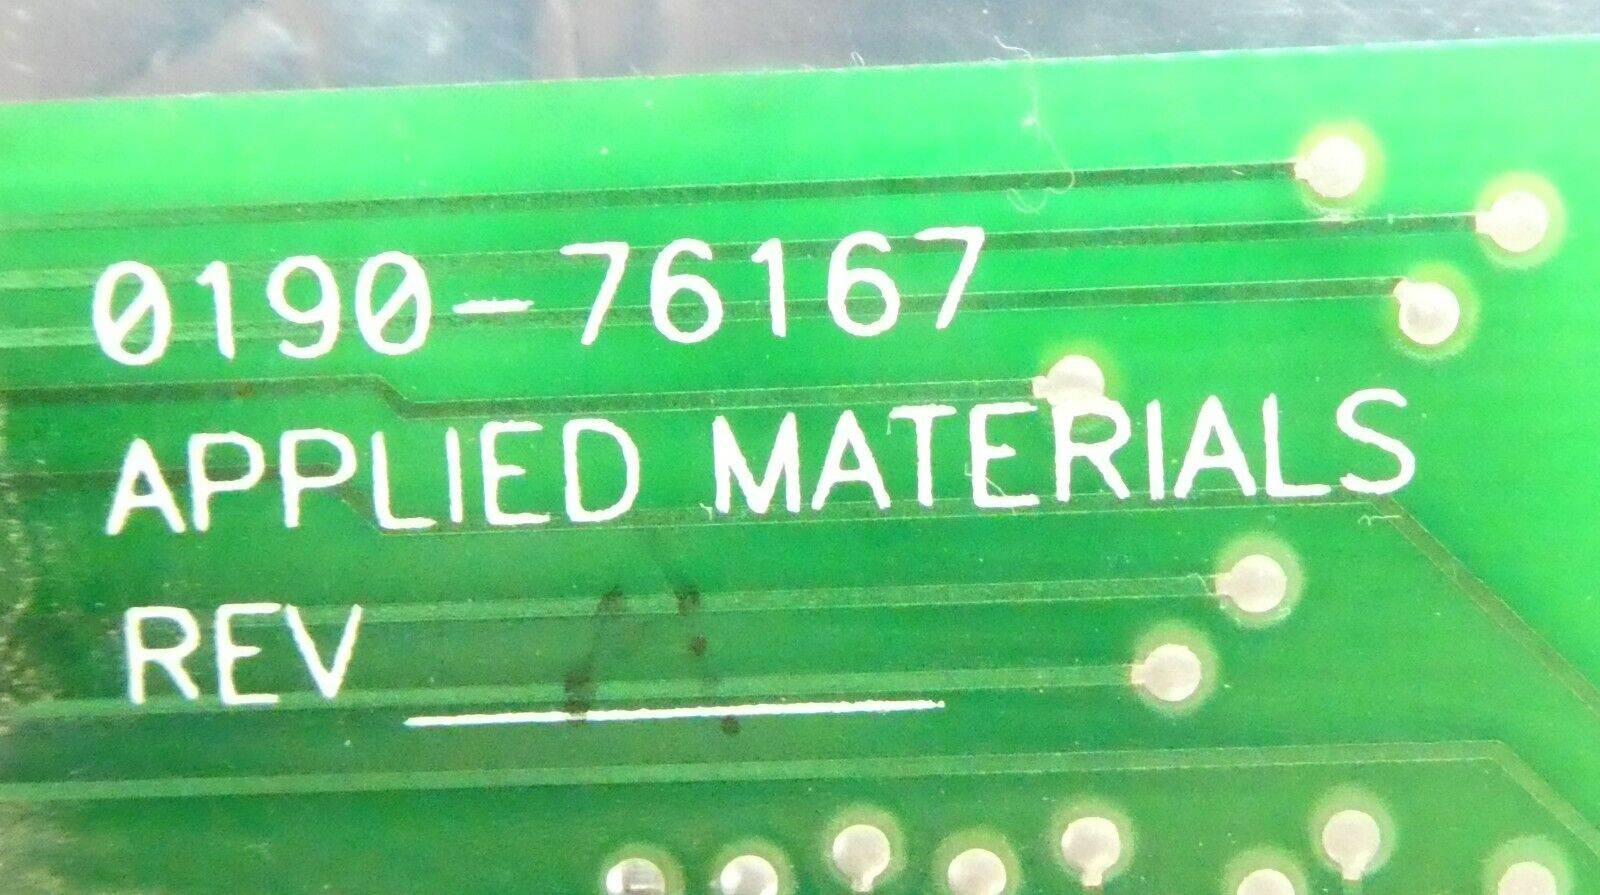 0190-76167
APPLIED MATERIALS
REV